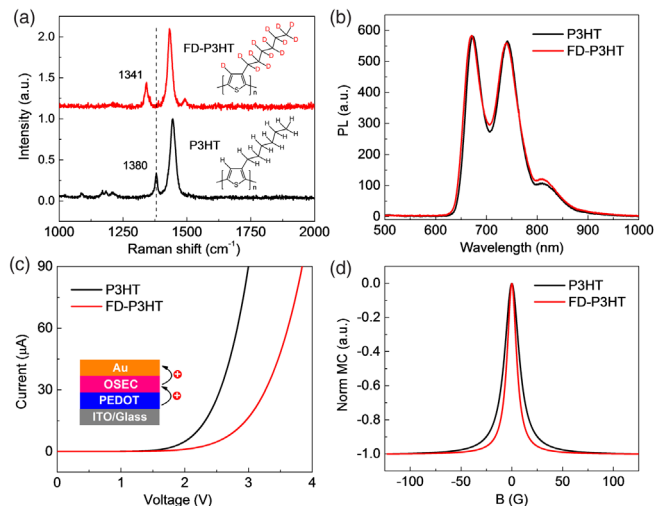 (a)
FD-P3HT
D D D D D D D D D D D D D D
S
n
1341
P3HT
H H H H H H H H H H H H H H
S
n
1380
2.0
1.0
0.0
Intensity (a.u.)
1000 1250 1500 1750 2000
Raman shift (cm⁻¹)
(b)
P3HT
FD-P3HT
600
500
400
300
200
100
0
PL (a.u.)
500 600 700 800 900 1000
Wavelength (nm)
(c)
P3HT
FD-P3HT
Au
OSEC
PEDOT
ITO/Glass
+
+
90
60
30
0
Current (μA)
0 1 2 3 4
Voltage (V)
(d)
P3HT
FD-P3HT
0.0
-0.2
-0.4
-0.6
-0.8
-1.0
Norm MC (a.u.)
-100 -50 0 50 100
B (G)